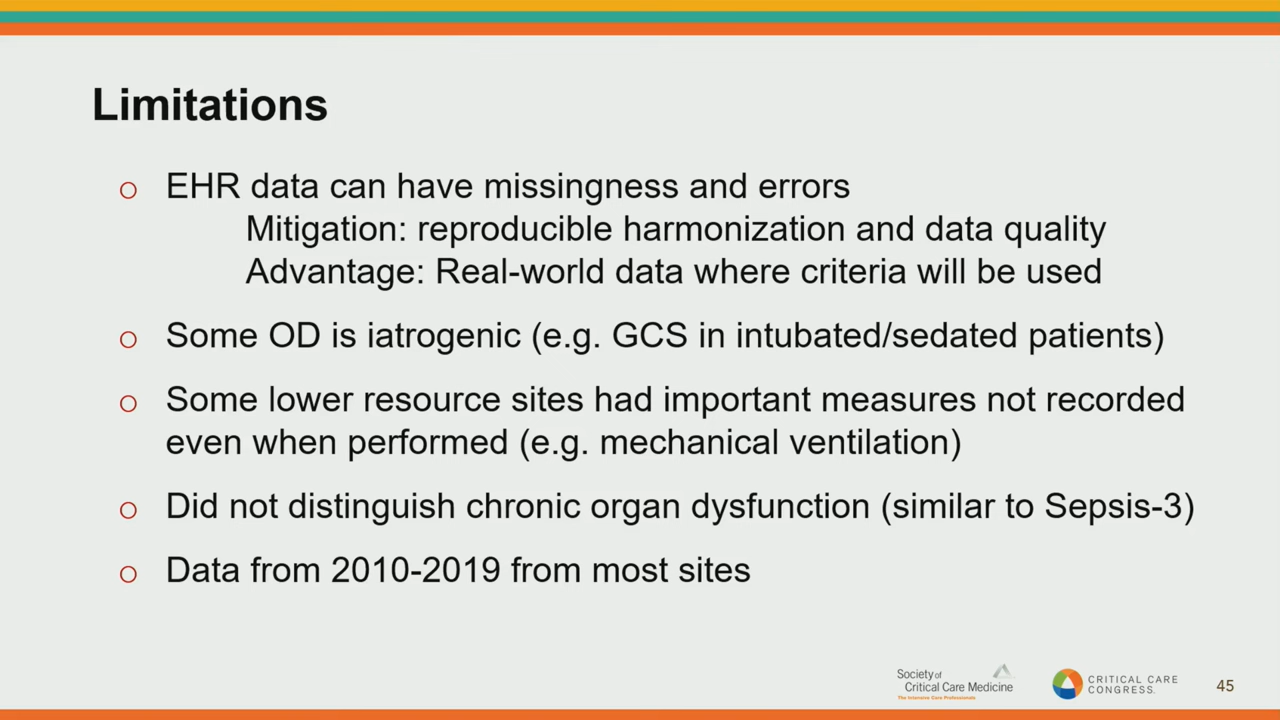 Limitations
o EHR data can have missingness and errors
Mitigation: reproducible harmonization and data quality
Advantage: Real-world data where criteria will be used
o Some OD is iatrogenic (e.g. GCS in intubated/sedated patients)
o Some lower resource sites had important measures not recorded
even when performed (e.g. mechanical ventilation)
o Did not distinguish chronic organ dysfunction (similar to Sepsis-3)
o Data from 2010-2019 from most sites
Society of
Critical Care Medicine
The Intensive Care Professionals
CRITICAL CARE
CONGRESS.
45